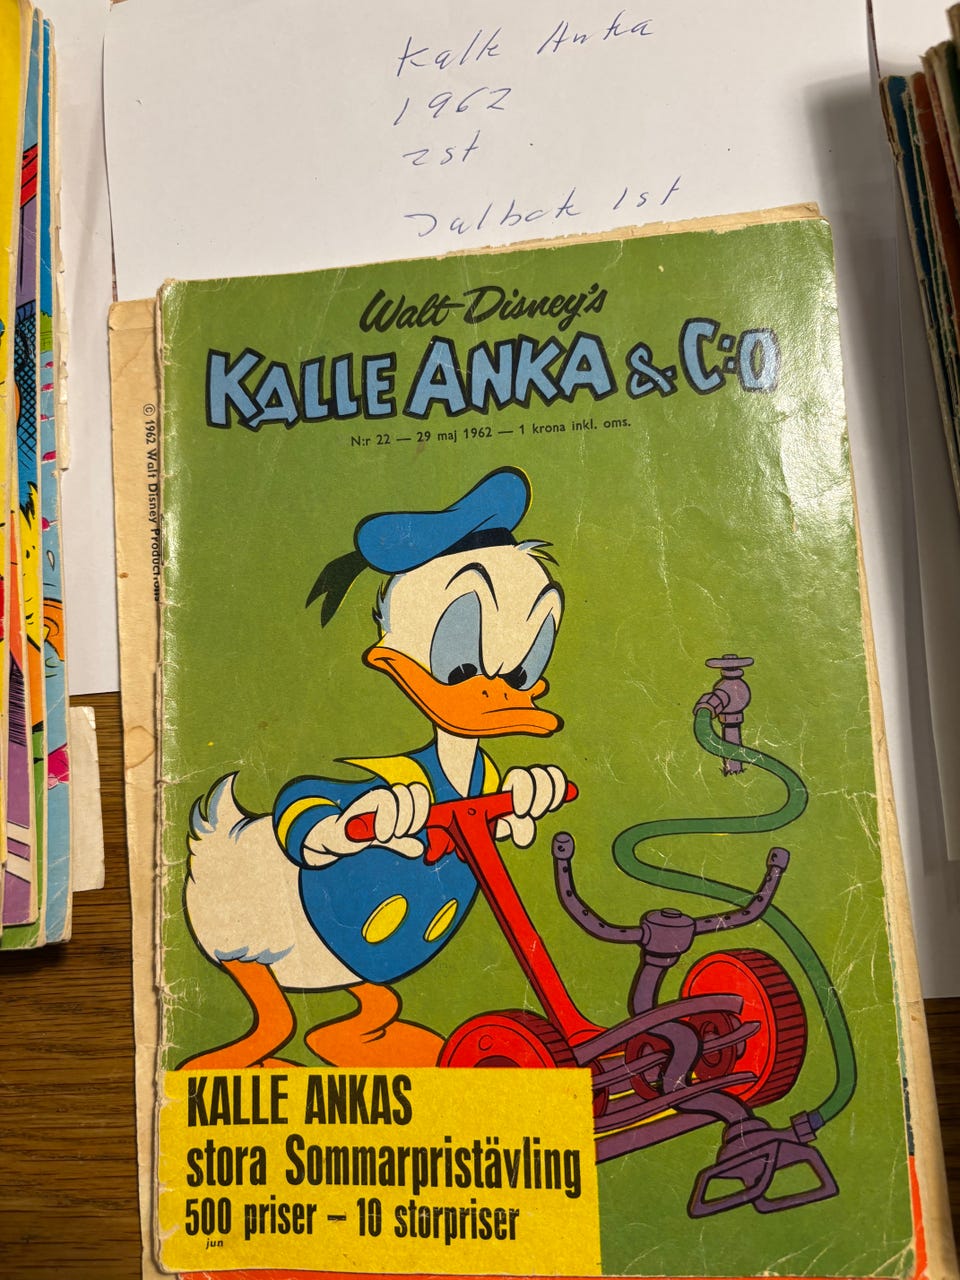 Kalle Anka
1962
2st
Julbok 1st
Walt Disney's
KALLE ANKA & C:O
N:r 22 — 29 maj 1962 — 1 krona inkl. oms.
© 1962 Walt Disney Productions
KALLE ANKAS
stora Sommarpristävling
500 priser – 10 storpriser
jun